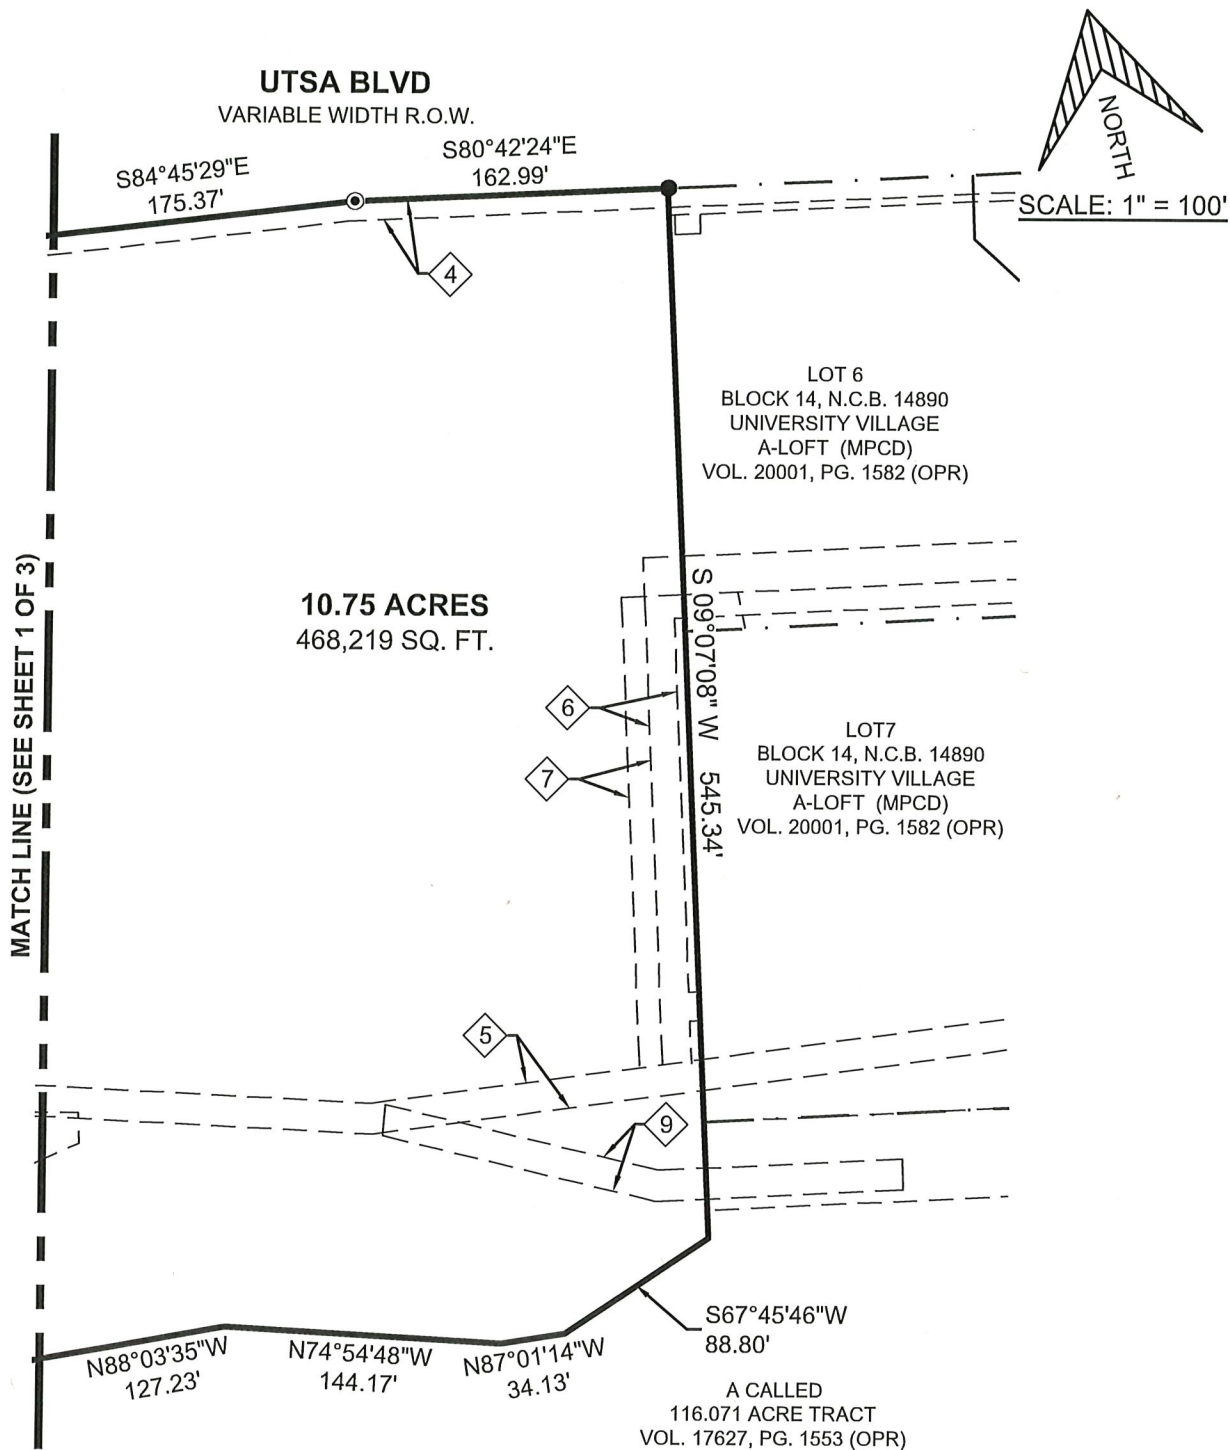 UTSA BLVD
VARIABLE WIDTH R.O.W.
S84°45'29"E
175.37'
S80°42'24"E
162.99'
NORTH
SCALE: 1" = 100'
4
LOT 6
BLOCK 14, N.C.B. 14890
UNIVERSITY VILLAGE
A-LOFT (MPCD)
VOL. 20001, PG. 1582 (OPR)
MATCH LINE (SEE SHEET 1 OF 3)
10.75 ACRES
468,219 SQ. FT.
S 09°07'08" W 545.34'
6
7
LOT7
BLOCK 14, N.C.B. 14890
UNIVERSITY VILLAGE
A-LOFT (MPCD)
VOL. 20001, PG. 1582 (OPR)
5
9
S67°45'46"W
88.80'
N88°03'35"W
127.23'
N74°54'48"W
144.17'
N87°01'14"W
34.13'
A CALLED
116.071 ACRE TRACT
VOL. 17627, PG. 1553 (OPR)